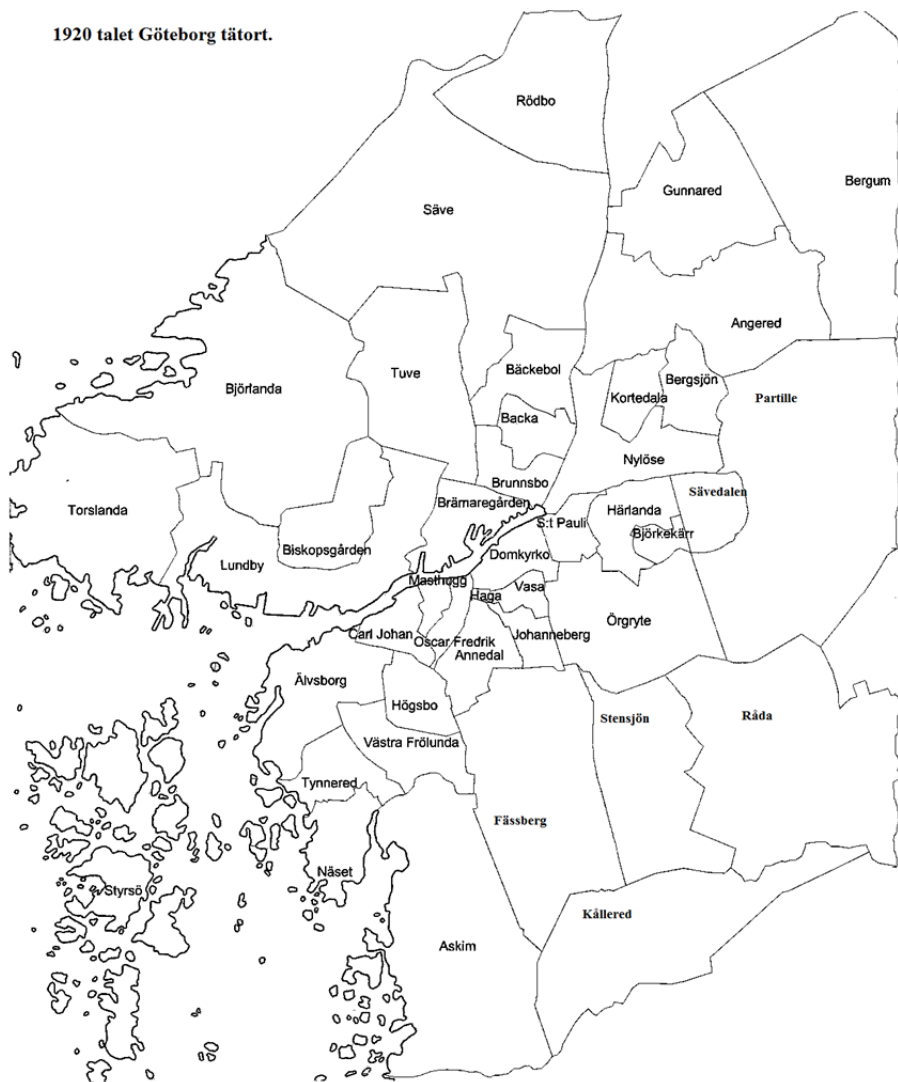 1920 talet Göteborg tätort.
Rödbo
Gunnared
Bergum
Säve
Angered
Björlanda
Tuve
Bäckebol
Bergsjön
Kortedala
Partille
Backa
Nylöse
Brunnsbo
Sävedalen
Torslanda
Brämaregården
Härlanda
S:t Pauli
Björkekärr
Biskopsgården
Lundby
Domkyrko
Masthogg
Vasa
Haga
Örgryte
Carl Johan
Oscar Fredrik
Johanneberg
Annedal
Älvsborg
Högsbo
Stensjön
Råda
Västra Frölunda
Tynnered
Fässberg
Näset
Styrsö
Kållered
Askim